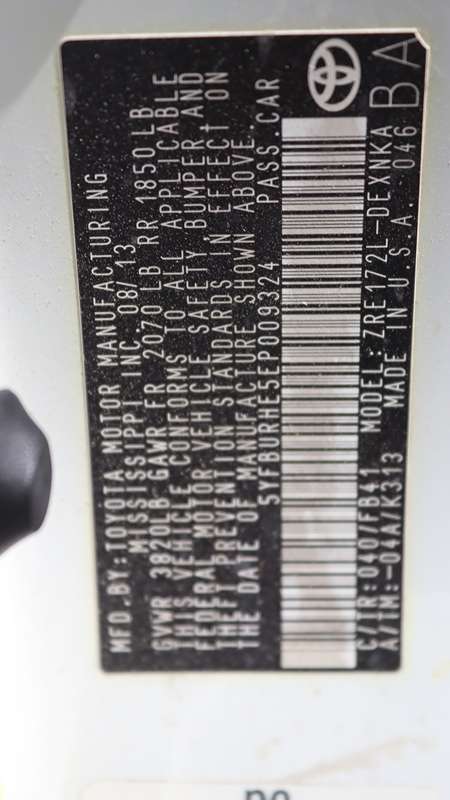 MFD.BY:TOYOTA MOTOR MANUFACTURING
MISSISSIPPI INC 08/13
GVWR 3820LB GAWR FR 2070 LB RR 1850 LB
THIS VEHICLE CONFORMS TO ALL APPLICABLE
FEDERAL MOTOR VEHICLE SAFETY, BUMPER AND
THEFT PREVENTION STANDARDS IN EFFECT ON
THE DATE OF MANUFACTURE SHOWN ABOVE.
5YFBURHE5EP009324 PASS.CAR
C/TR:040/FB41 MODEL:ZRE172L-DEXNKA
A/TM:-04A/K313 MADE IN U.S.A. 046
BA